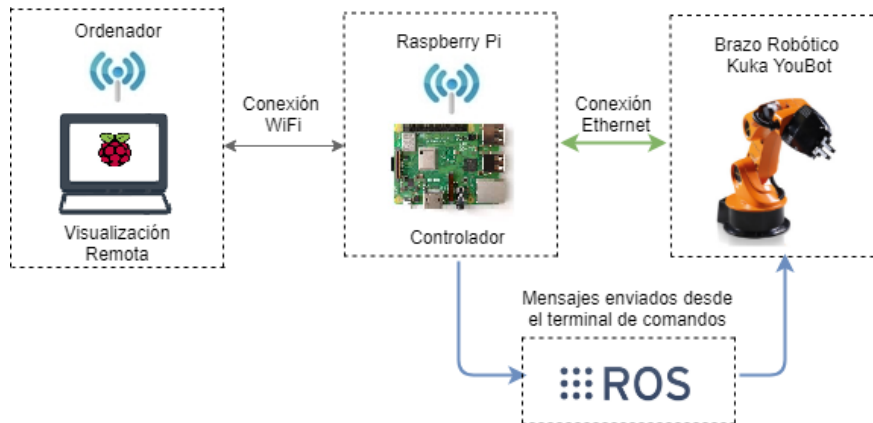 Ordenador
Visualización
Remota
Conexión
WiFi
Raspberry Pi
Controlador
Conexión
Ethernet
Brazo Robótico
Kuka YouBot
Mensajes enviados desde
el terminal de comandos
ROS